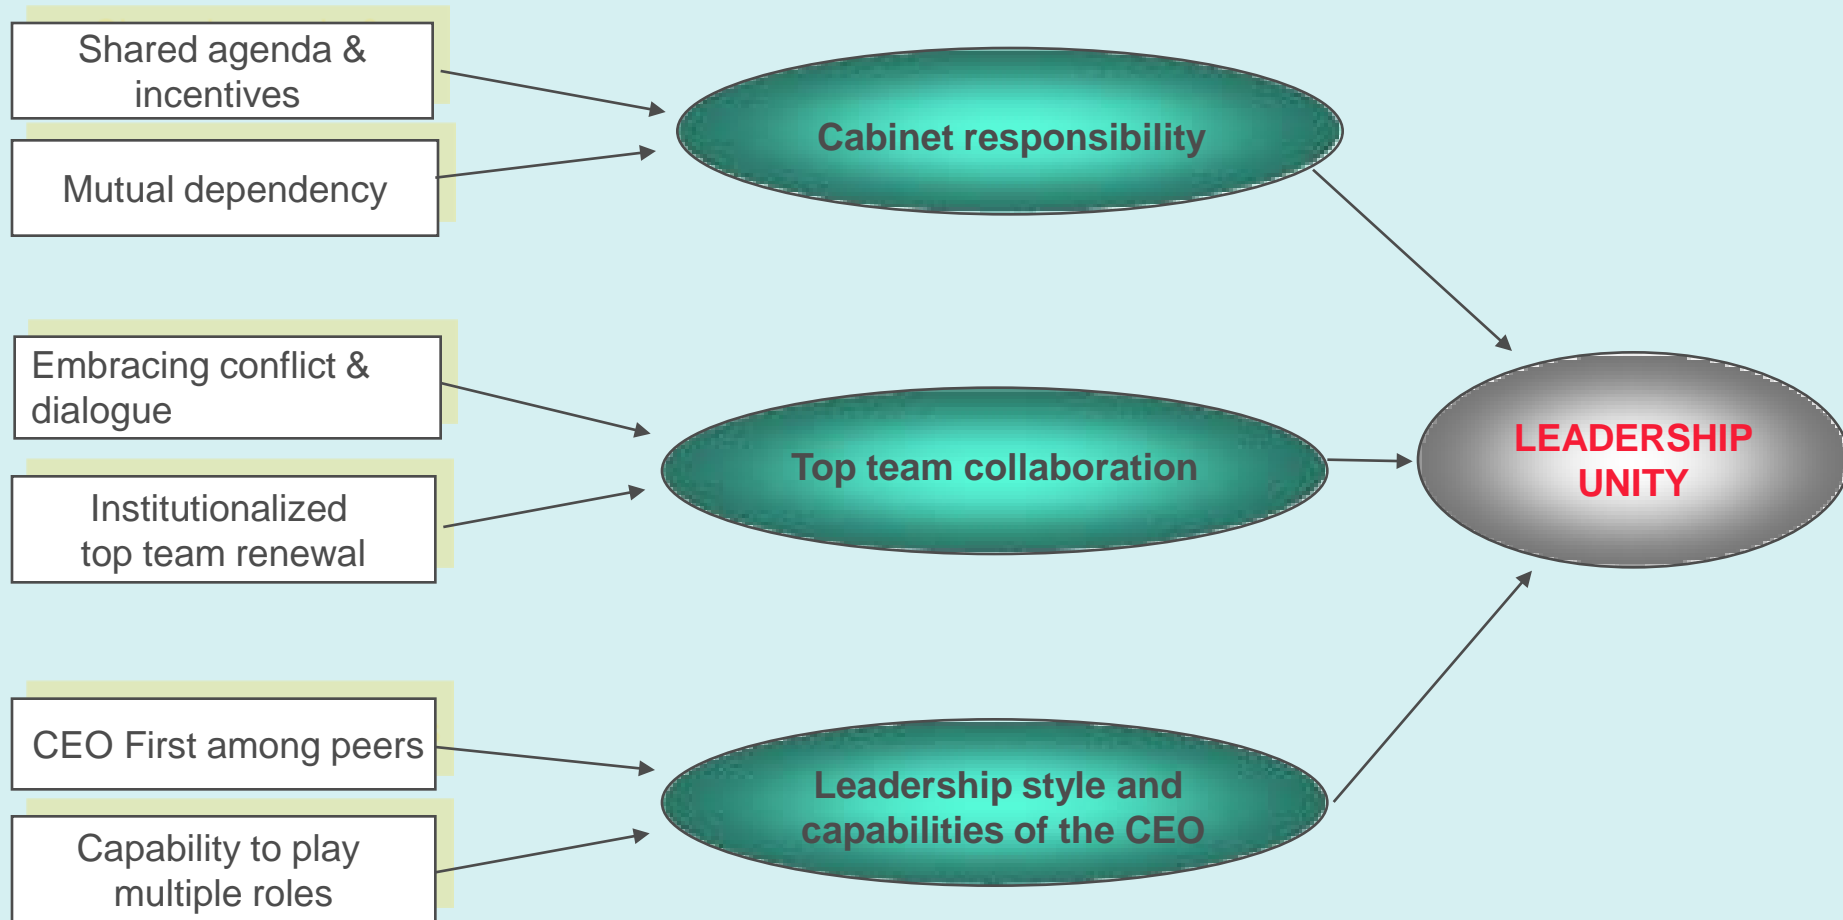 Shared agenda &
incentives
Mutual dependency
Cabinet responsibility
Embracing conflict &
dialogue
Institutionalized
top team renewal
Top team collaboration
CEO First among peers
Capability to play
multiple roles
Leadership style and
capabilities of the CEO
LEADERSHIP
UNITY